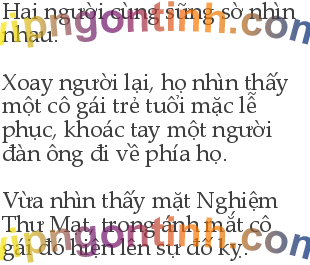 Hai người cùng sững sờ nhìn
nhau.
Xoay người lại, họ nhìn thấy
một cô gái trẻ tuổi mặc lễ
phục, khoác tay một người
đàn ông đi về phía họ.
Vừa nhìn thấy mặt Nghiệm
Thư Mạt, trong ánh mắt cô
gái đó hiện lên sự đố kỵ.